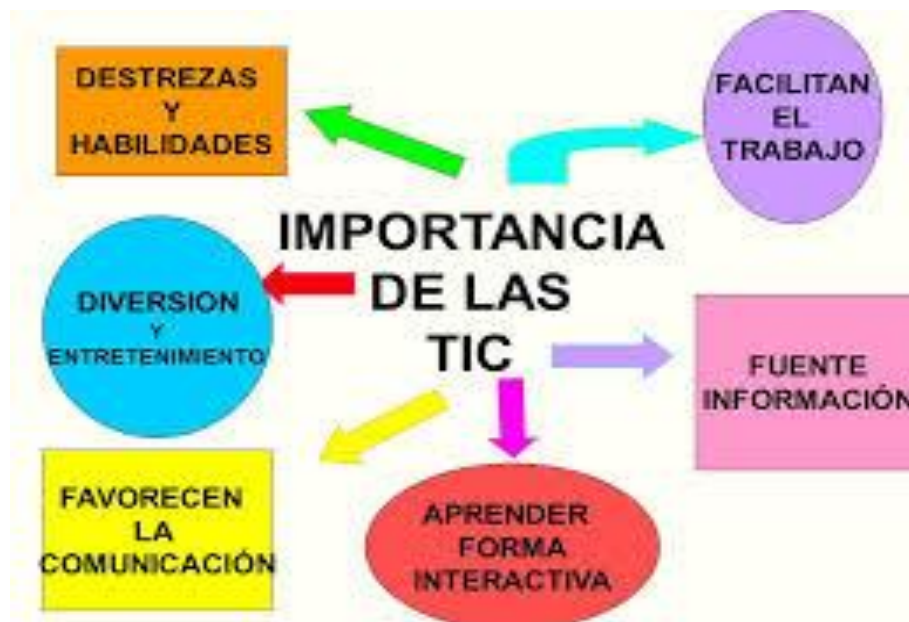 DESTREZAS
Y
HABILIDADES
FACILITAN
EL
TRABAJO
IMPORTANCIA
DE LAS
TIC
DIVERSION
Y
ENTRETENIMIENTO
FUENTE
INFORMACIÓN
FAVORECEN
LA
COMUNICACIÓN
APRENDER
FORMA
INTERACTIVA